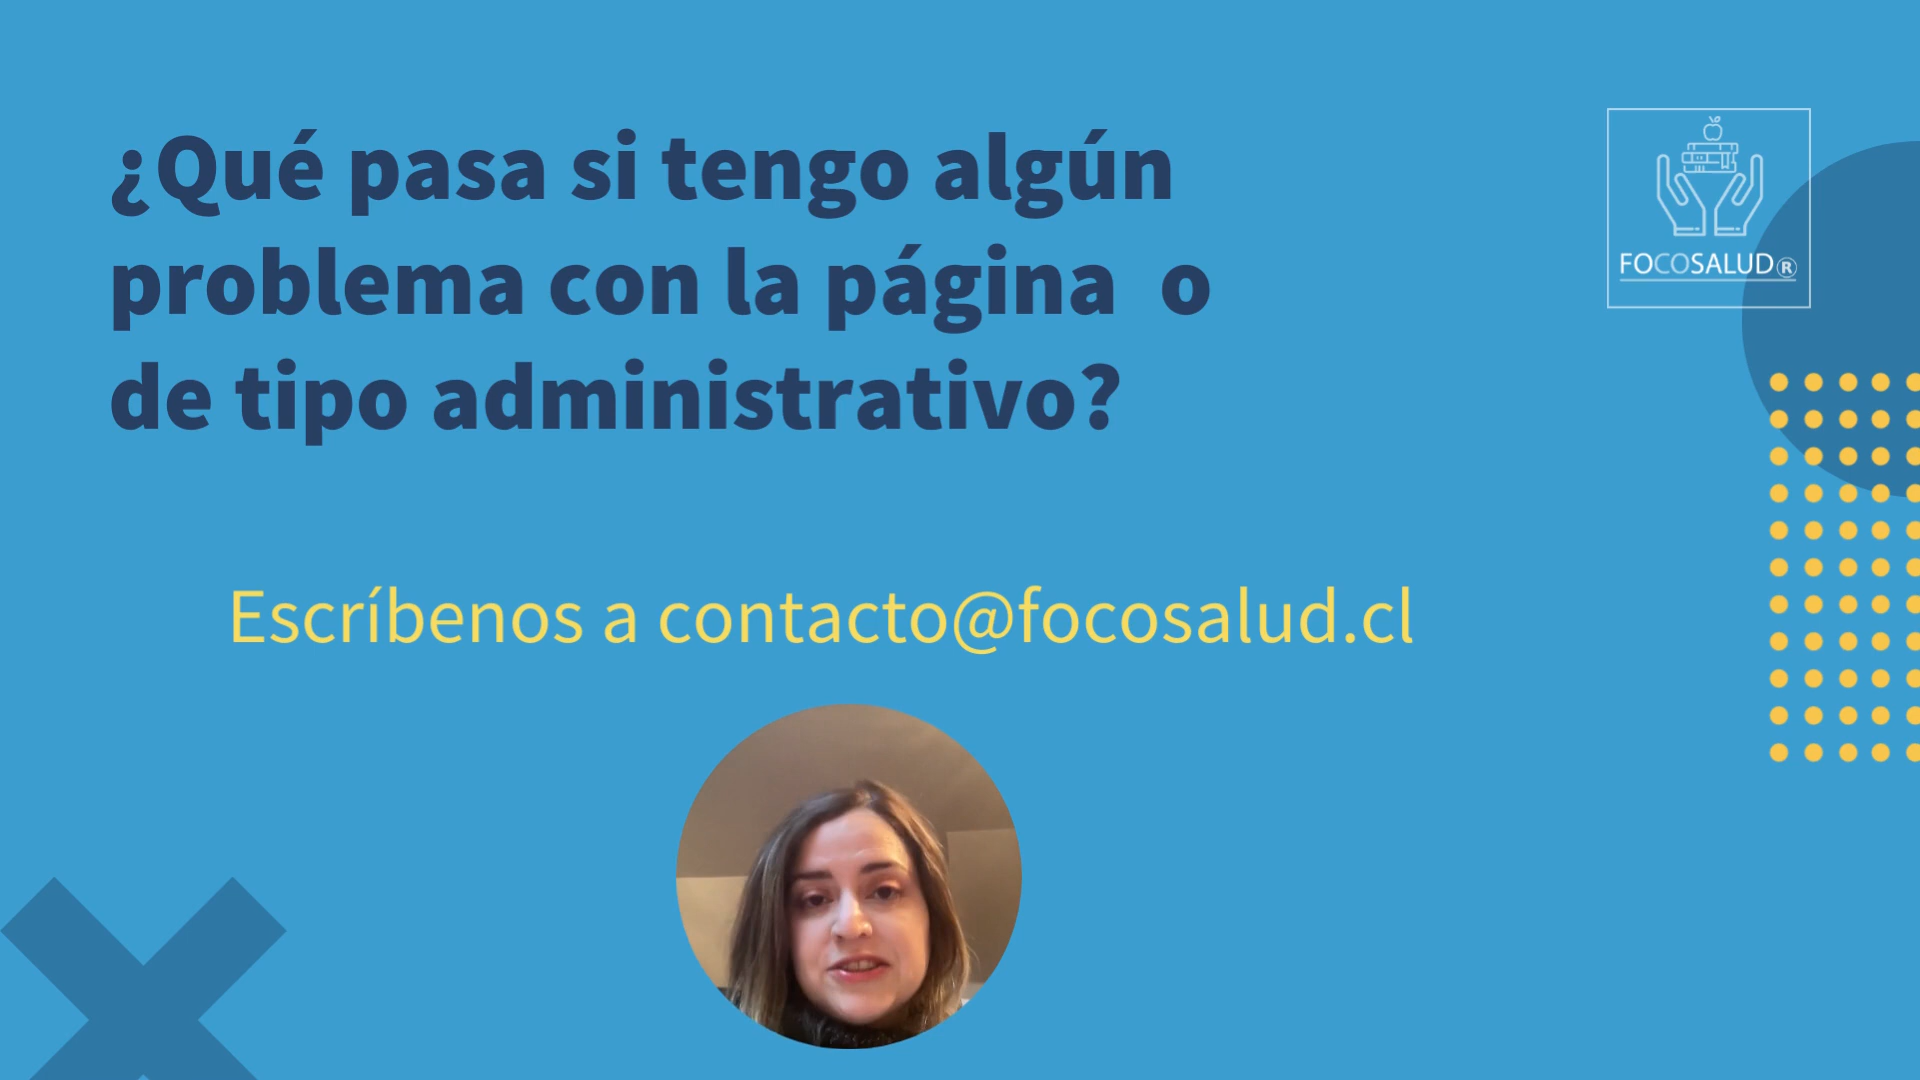 ¿Qué pasa si tengo algún
problema con la página o
de tipo administrativo?
FOCOSALUD®
Escríbenos a contacto@focosalud.cl